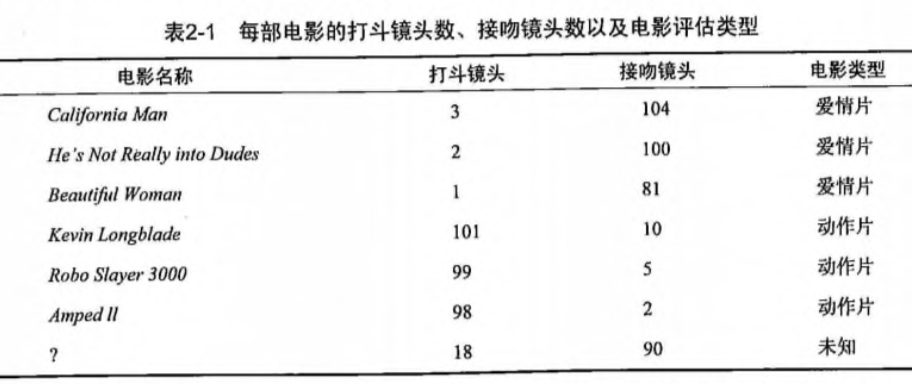 表2-1 每部电影的打斗镜头数、接吻镜头数以及电影评估类型
电影名称 打斗镜头 接吻镜头 电影类型
California Man 3 104 爱情片
He's Not Really into Dudes 2 100 爱情片
Beautiful Woman 1 81 爱情片
Kevin Longblade 101 10 动作片
Robo Slayer 3000 99 5 动作片
Amped II 98 2 动作片
? 18 90 未知